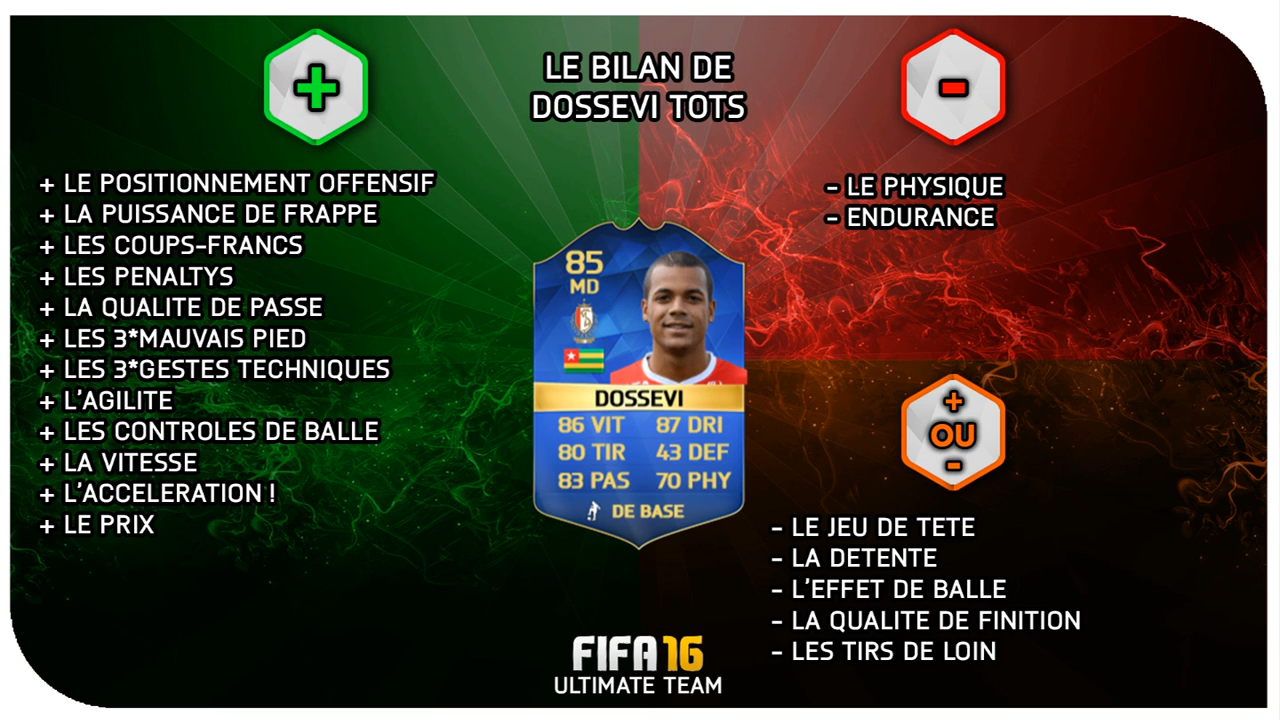 +
LE BILAN DE
DOSSEVI TOTS
-
+ LE POSITIONNEMENT OFFENSIF
+ LA PUISSANCE DE FRAPPE
+ LES COUPS-FRANCS
+ LES PENALTYS
+ LA QUALITE DE PASSE
+ LES 3*MAUVAIS PIED
+ LES 3*GESTES TECHNIQUES
+ L'AGILITE
+ LES CONTROLES DE BALLE
+ LA VITESSE
+ L'ACCELERATION !
+ LE PRIX
- LE PHYSIQUE
- ENDURANCE
85
MD
DOSSEVI
86 VIT 87 DRI
80 TIR 43 DEF
83 PAS 70 PHY
DE BASE
+
OU
-
- LE JEU DE TETE
- LA DETENTE
- L'EFFET DE BALLE
- LA QUALITE DE FINITION
- LES TIRS DE LOIN
FIFA 16
ULTIMATE TEAM